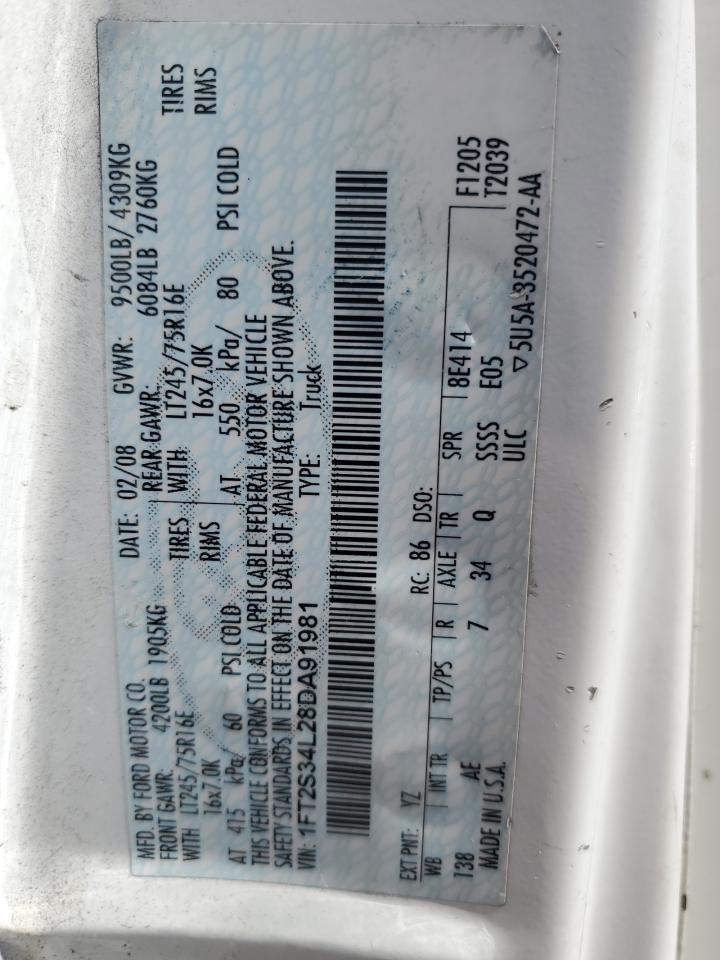 MFD. BY FORD MOTOR CO. DATE: 02/08 GVWR: 9500LB/ 4309KG
FRONT GAWR: 4200LB 1905KG REAR GAWR: 6084LB 2760KG
WITH LT245/75R16E TIRES WITH LT245/75R16E TIRES
16x7.0K RIMS 16x7.0K RIMS
AT 415 kPa/ 60 PSI COLD AT 550 kPa/ 80 PSI COLD
THIS VEHICLE CONFORMS TO ALL APPLICABLE FEDERAL MOTOR VEHICLE
SAFETY STANDARDS IN EFFECT ON THE DATE OF MANUFACTURE SHOWN ABOVE.
VIN: 1FT2S34L28DA91981 TYPE: Truck
EXT PNT: YZ RC: 86 DSO: F1205
WB INT TR TP/PS R AXLE TR SPR T2039
138 AE 7 34 Q SSSS 8E414
MADE IN U.S.A. ULC E05
▽5U5A-3520472-AA